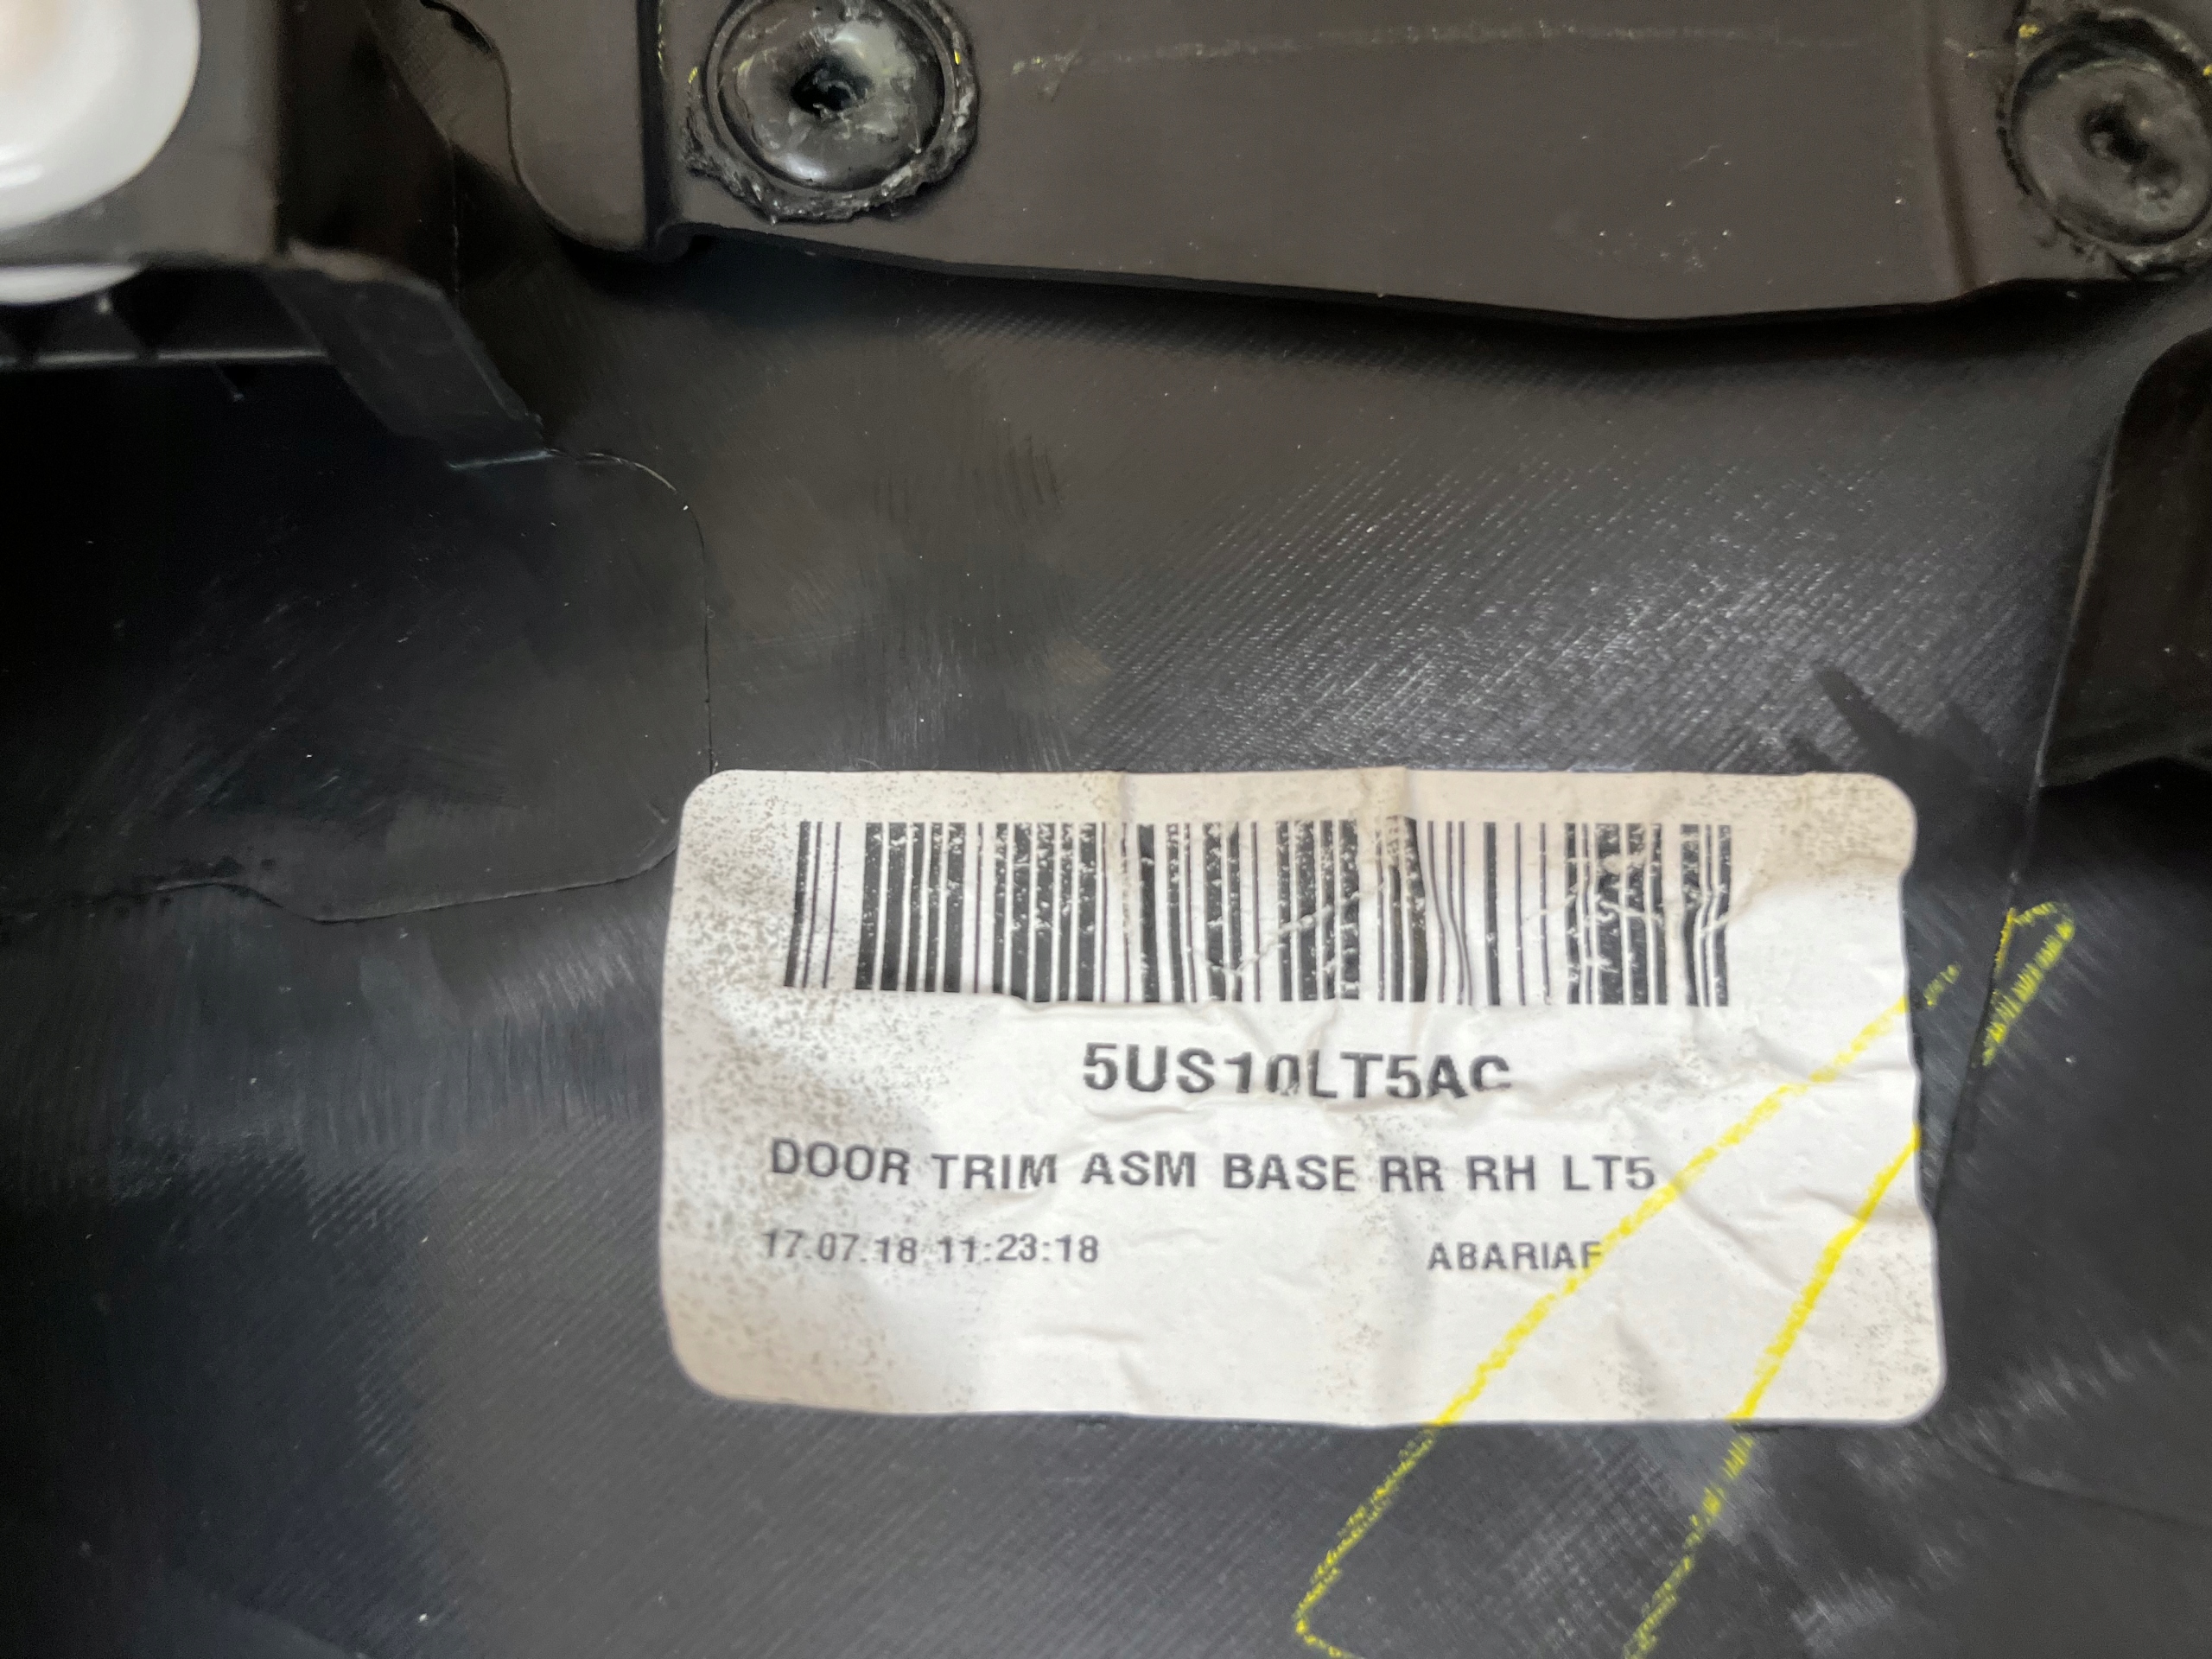 5US10LT5AC
DOOR TRIM ASM BASE RR RH LT5
17.07.18 11:23:18 ABARIAF